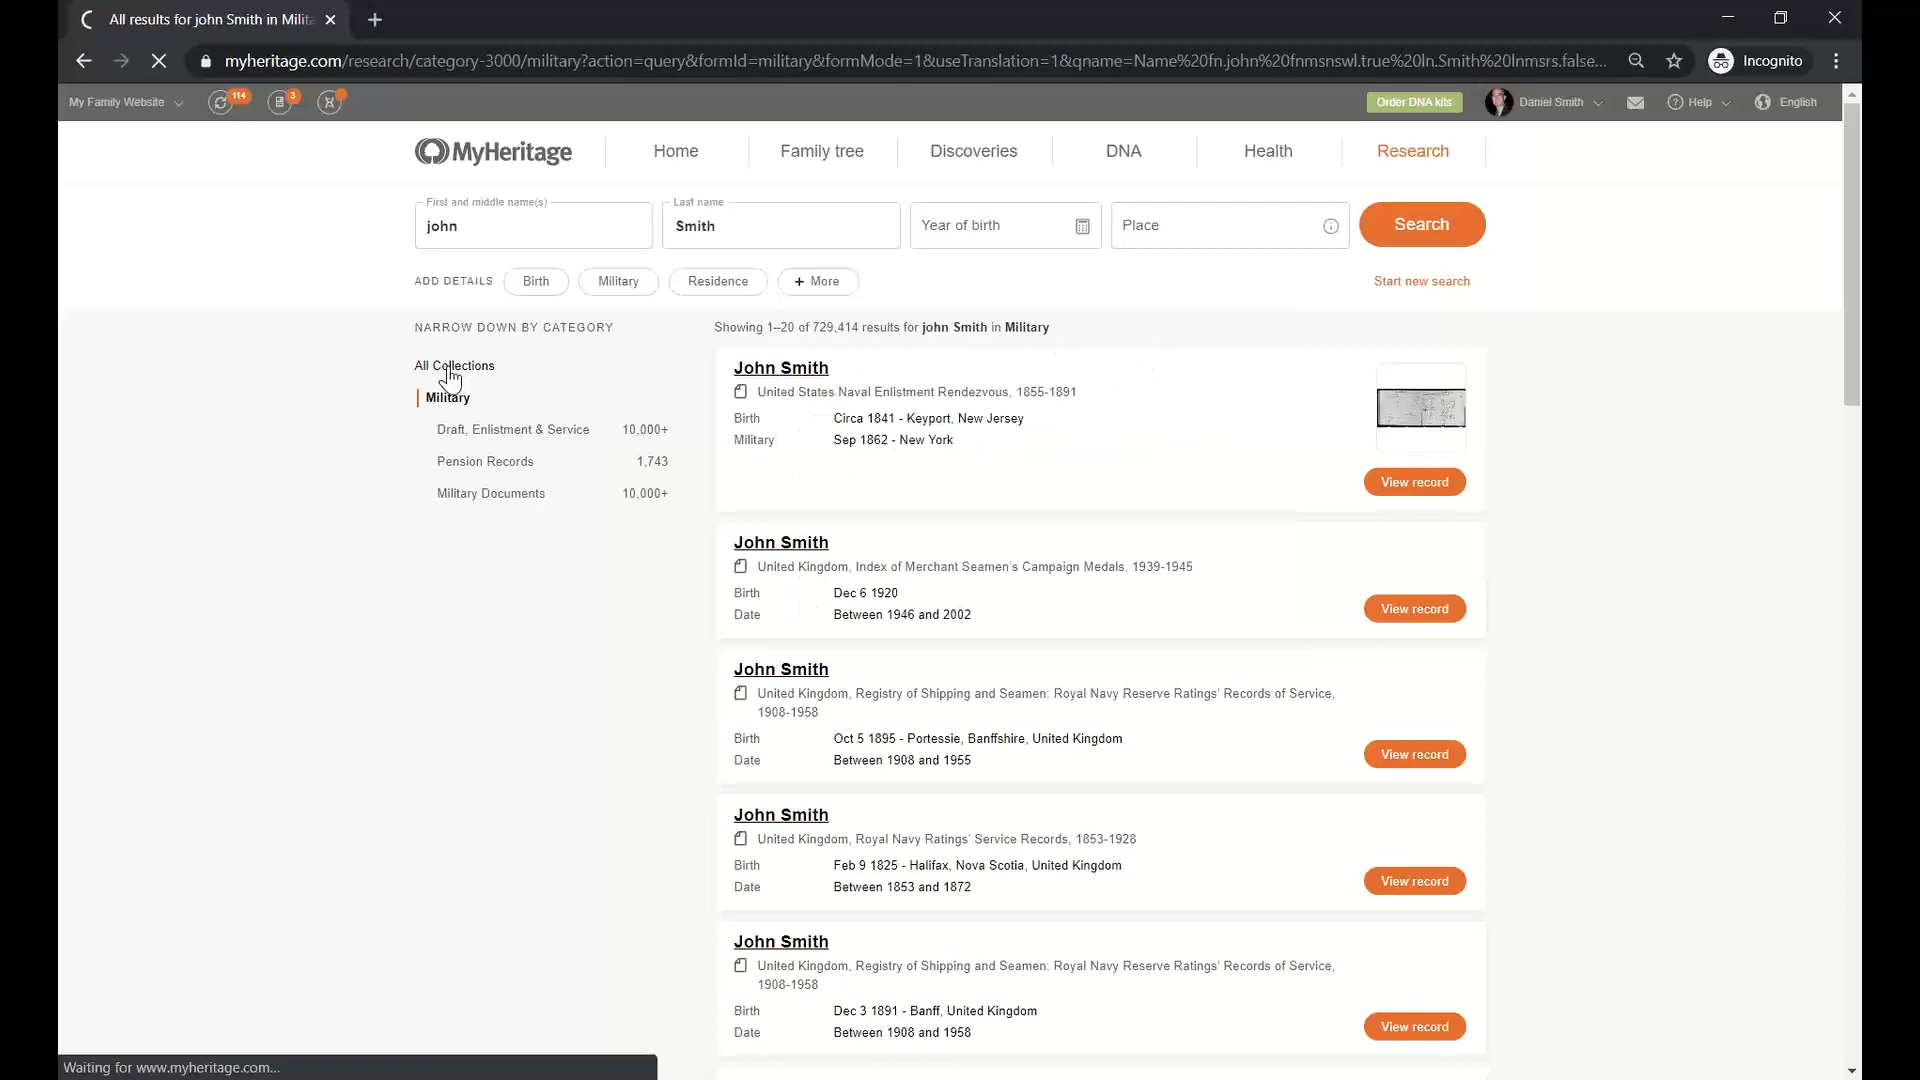 All results for john Smith in Milita
myheritage.com/research/category-3000/military?action=query&formId=military&formMode=1&useTranslation=1&qname=Name%20fn.john%20fnmsnswl.true%20ln.Smith%20lnmsrs.false...
Incognito
My Family Website
114
3
Order DNA kits
Daniel Smith
Help
English
MyHeritage
Home
Family tree
Discoveries
DNA
Health
Research
First and middle name(s)
john
Last name
Smith
Year of birth
Place
Search
ADD DETAILS
Birth
Military
Residence
+ More
Start new search
NARROW DOWN BY CATEGORY
All Collections
Military
Draft, Enlistment & Service 10,000+
Pension Records 1,743
Military Documents 10,000+
Showing 1–20 of 729,414 results for john Smith in Military
John Smith
United States Naval Enlistment Rendezvous, 1855-1891
Birth Circa 1841 - Keyport, New Jersey
Military Sep 1862 - New York
View record
John Smith
United Kingdom, Index of Merchant Seamen's Campaign Medals, 1939-1945
Birth Dec 6 1920
Date Between 1946 and 2002
View record
John Smith
United Kingdom, Registry of Shipping and Seamen: Royal Navy Reserve Ratings' Records of Service,
1908-1958
Birth Oct 5 1895 - Portessie, Banffshire, United Kingdom
Date Between 1908 and 1955
View record
John Smith
United Kingdom, Royal Navy Ratings' Service Records, 1853-1928
Birth Feb 9 1825 - Halifax, Nova Scotia, United Kingdom
Date Between 1853 and 1872
View record
John Smith
United Kingdom, Registry of Shipping and Seamen: Royal Navy Reserve Ratings' Records of Service,
1908-1958
Birth Dec 3 1891 - Banff, United Kingdom
Date Between 1908 and 1958
View record
Waiting for www.myheritage.com...